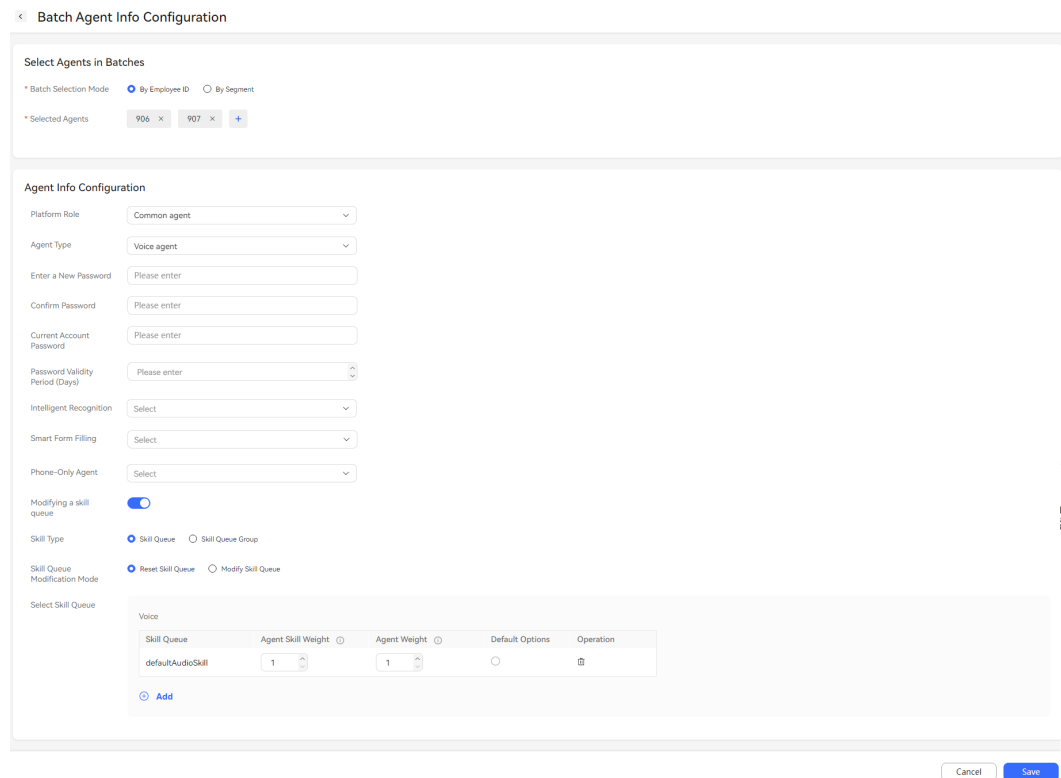 Batch Agent Info Configuration
Select Agents in Batches
* Batch Selection Mode By Employee ID By Segment
* Selected Agents 906 × 907 × +
Agent Info Configuration
Platform Role Common agent
Agent Type Voice agent
Enter a New Password Please enter
Confirm Password Please enter
Current Account Password Please enter
Password Validity Period (Days) Please enter
Intelligent Recognition Select
Smart Form Filling Select
Phone-Only Agent Select
Modifying a skill queue
Skill Type Skill Queue Skill Queue Group
Skill Queue Modification Mode Reset Skill Queue Modify Skill Queue
Select Skill Queue
Voice
Skill Queue Agent Skill Weight Agent Weight Default Options Operation
defaultAudioSkill 1 1
Add
Cancel Save